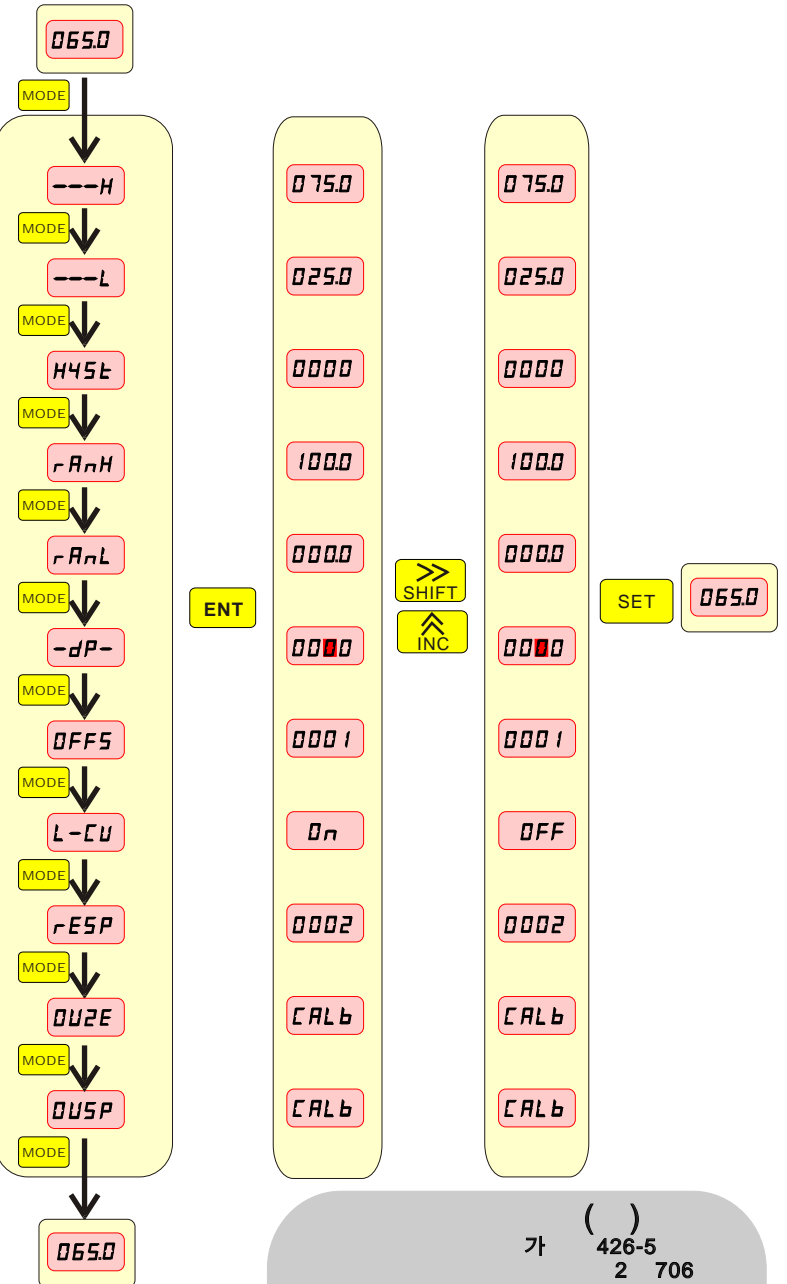 065.0
MODE
---H
MODE
---L
MODE
HYSt
MODE
rAnH
MODE
rAnL
MODE
-dP-
MODE
OFFS
MODE
L-CU
MODE
rESP
MODE
OUZE
MODE
OUSP
MODE
065.0
ENT
075.0
025.0
0000
100.0
000.0
0000
0001
On
0002
CALb
CALb
SHIFT
INC
075.0
025.0
0000
100.0
000.0
0000
0001
OFF
0002
CALb
CALb
SET
065.0
( )
가 426-5
2 706